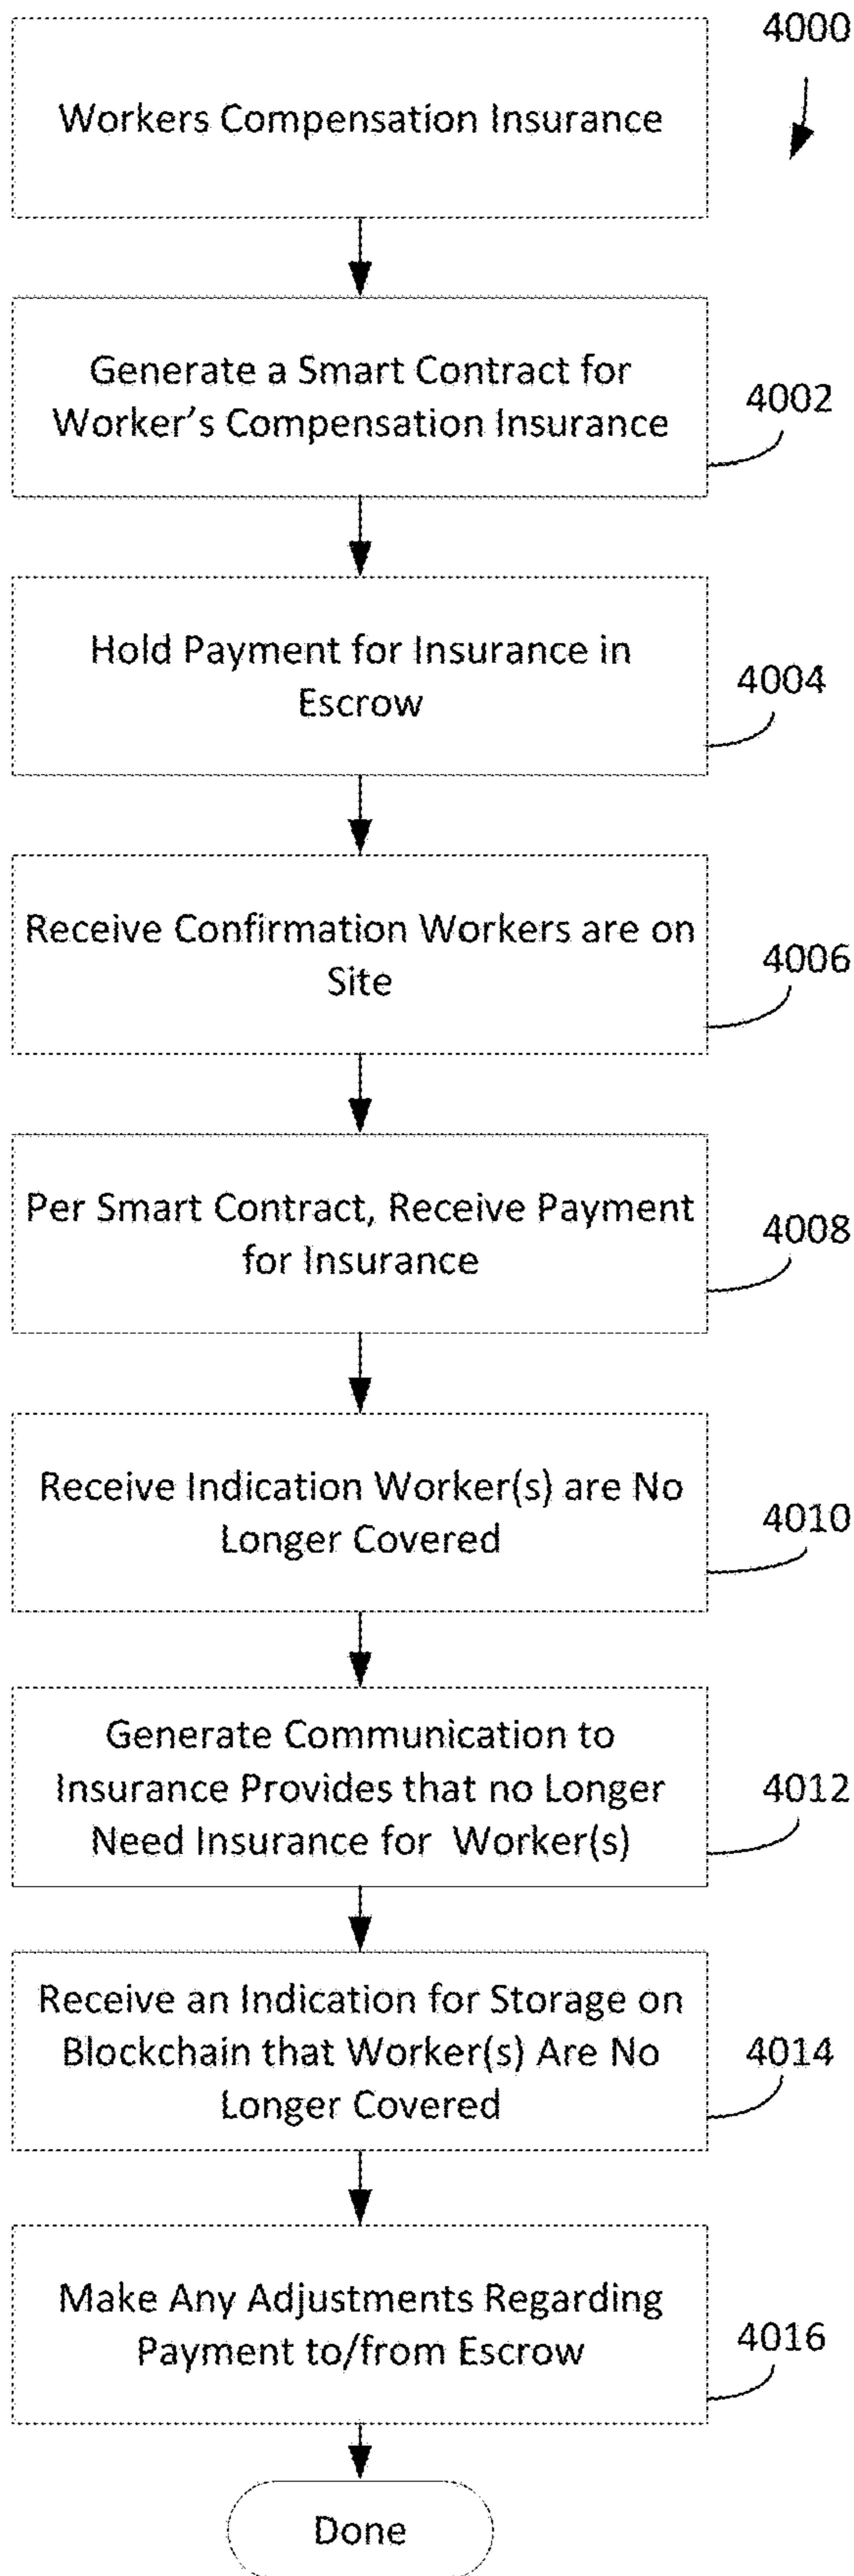 4000
Workers Compensation Insurance
Generate a Smart Contract for
Worker's Compensation Insurance
4002
Hold Payment for Insurance in
Escrow
4004
Receive Confirmation Workers are on
Site
4006
Per Smart Contract, Receive Payment
for Insurance
4008
Receive Indication Worker(s) are No
Longer Covered
4010
Generate Communication to
Insurance Provides that no Longer
Need Insurance for Worker(s)
4012
Receive an Indication for Storage on
Blockchain that Worker(s) Are No
Longer Covered
4014
Make Any Adjustments Regarding
Payment to/from Escrow
4016
Done